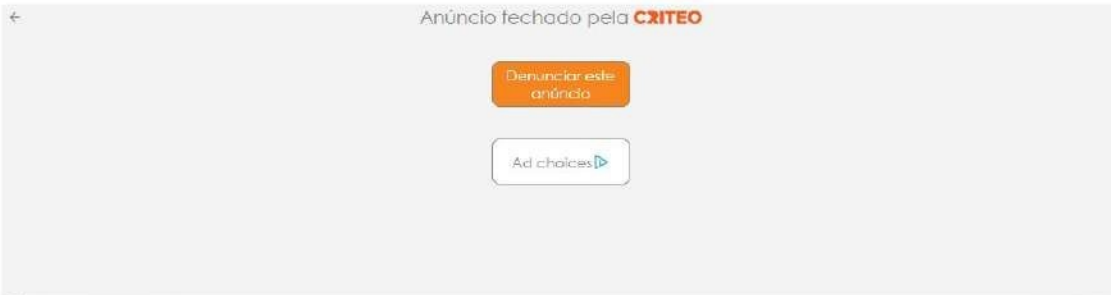 Anúncio fechado pela CRITEO
Denunciar este
anúncio
Ad choices